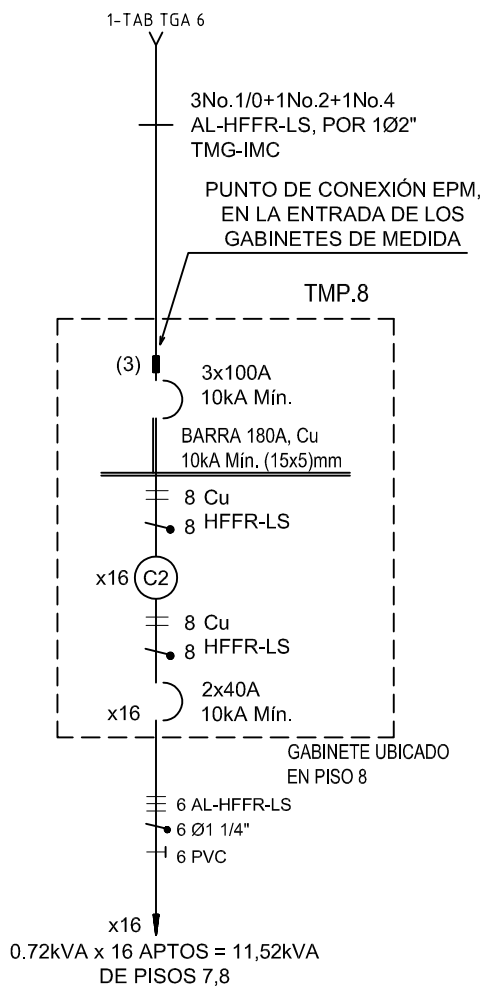 1-TAB TGA 6
3No.1/0+1No.2+1No.4
AL-HFFR-LS, POR 1Ø2"
TMG-IMC
PUNTO DE CONEXIÓN EPM,
EN LA ENTRADA DE LOS
GABINETES DE MEDIDA
TMP.8
(3)
3x100A
10kA Mín.
BARRA 180A, Cu
10kA Mín. (15x5)mm
8 Cu
8 HFFR-LS
x16 C2
8 Cu
8 HFFR-LS
2x40A
x16 10kA Mín.
GABINETE UBICADO
EN PISO 8
6 AL-HFFR-LS
6 Ø1 1/4"
6 PVC
x16
0.72kVA x 16 APTOS = 11,52kVA
DE PISOS 7,8